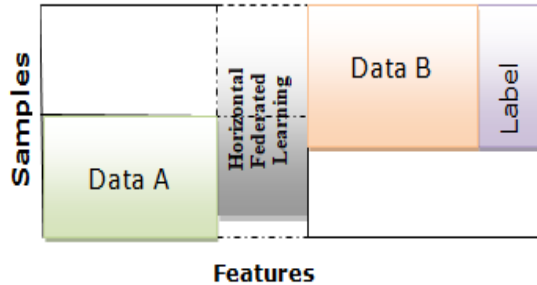 Samples
Data A
Horizontal
Federated
Learning
Data B
Label
Features